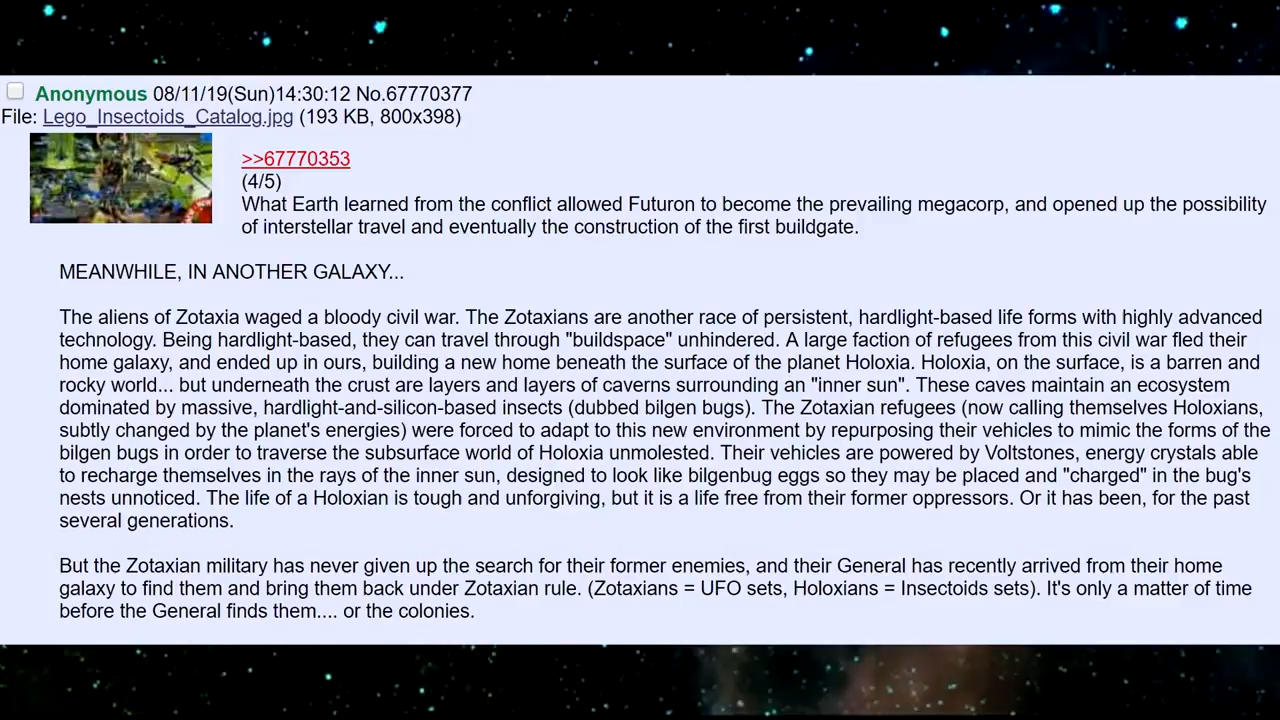 Anonymous 08/11/19(Sun)14:30:12 No.67770377
File: Lego_Insectoids_Catalog.jpg (193 KB, 800x398)
>>67770353
(4/5)
What Earth learned from the conflict allowed Futuron to become the prevailing megacorp, and opened up the possibility
of interstellar travel and eventually the construction of the first buildgate.
MEANWHILE, IN ANOTHER GALAXY...
The aliens of Zotaxia waged a bloody civil war. The Zotaxians are another race of persistent, hardlight-based life forms with highly advanced
technology. Being hardlight-based, they can travel through "buildspace" unhindered. A large faction of refugees from this civil war fled their
home galaxy, and ended up in ours, building a new home beneath the surface of the planet Holoxia. Holoxia, on the surface, is a barren and
rocky world... but underneath the crust are layers and layers of caverns surrounding an "inner sun". These caves maintain an ecosystem
dominated by massive, hardlight-and-silicon-based insects (dubbed bilgen bugs). The Zotaxian refugees (now calling themselves Holoxians,
subtly changed by the planet's energies) were forced to adapt to this new environment by repurposing their vehicles to mimic the forms of the
bilgen bugs in order to traverse the subsurface world of Holoxia unmolested. Their vehicles are powered by Voltstones, energy crystals able
to recharge themselves in the rays of the inner sun, designed to look like bilgenbug eggs so they may be placed and "charged" in the bug's
nests unnoticed. The life of a Holoxian is tough and unforgiving, but it is a life free from their former oppressors. Or it has been, for the past
several generations.
But the Zotaxian military has never given up the search for their former enemies, and their General has recently arrived from their home
galaxy to find them and bring them back under Zotaxian rule. (Zotaxians = UFO sets, Holoxians = Insectoids sets). It's only a matter of time
before the General finds them.... or the colonies.